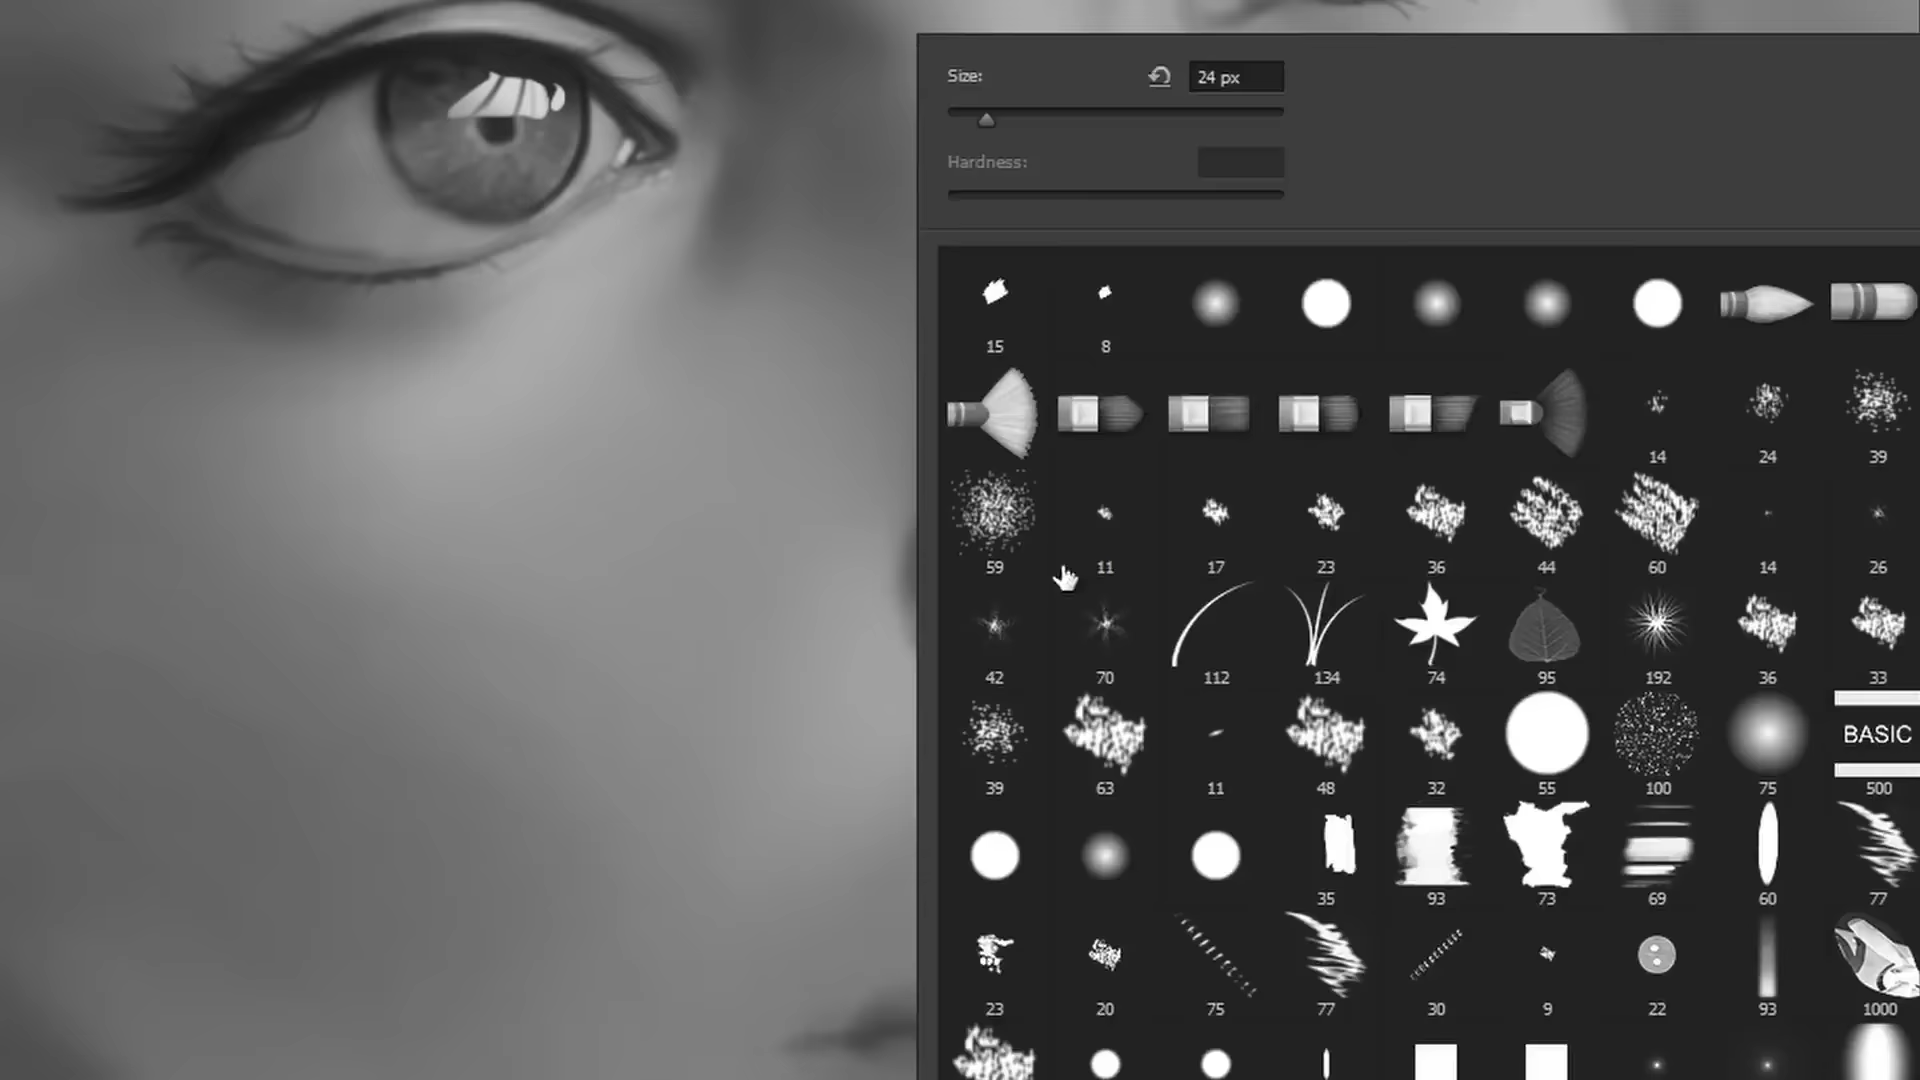 Size:
24 px
Hardness:
15 8
14 24 39
59 11 17 23 36 44 60 14 26
42 70 112 134 74 95 192 36 33
39 63 11 48 32 55 100 75 500
BASIC
35 93 73 69 60 77
23 20 75 77 30 9 22 93 1000